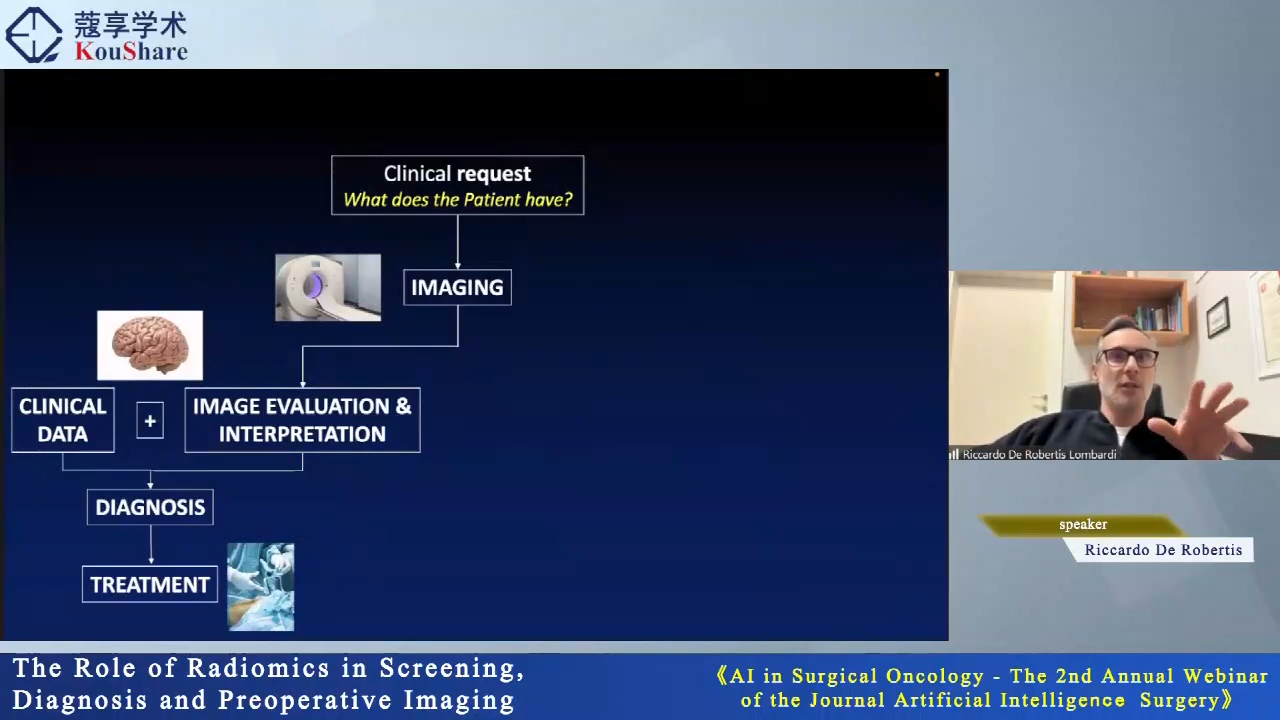 蔻享学术
KouShare
Clinical request
What does the Patient have?
IMAGING
CLINICAL
DATA
+
IMAGE EVALUATION &
INTERPRETATION
DIAGNOSIS
TREATMENT
Riccardo De Robertis Lombardi
speaker
Riccardo De Robertis
The Role of Radiomics in Screening,
Diagnosis and Preoperative Imaging
《AI in Surgical Oncology - The 2nd Annual Webinar
of the Journal Artificial Intelligence Surgery》